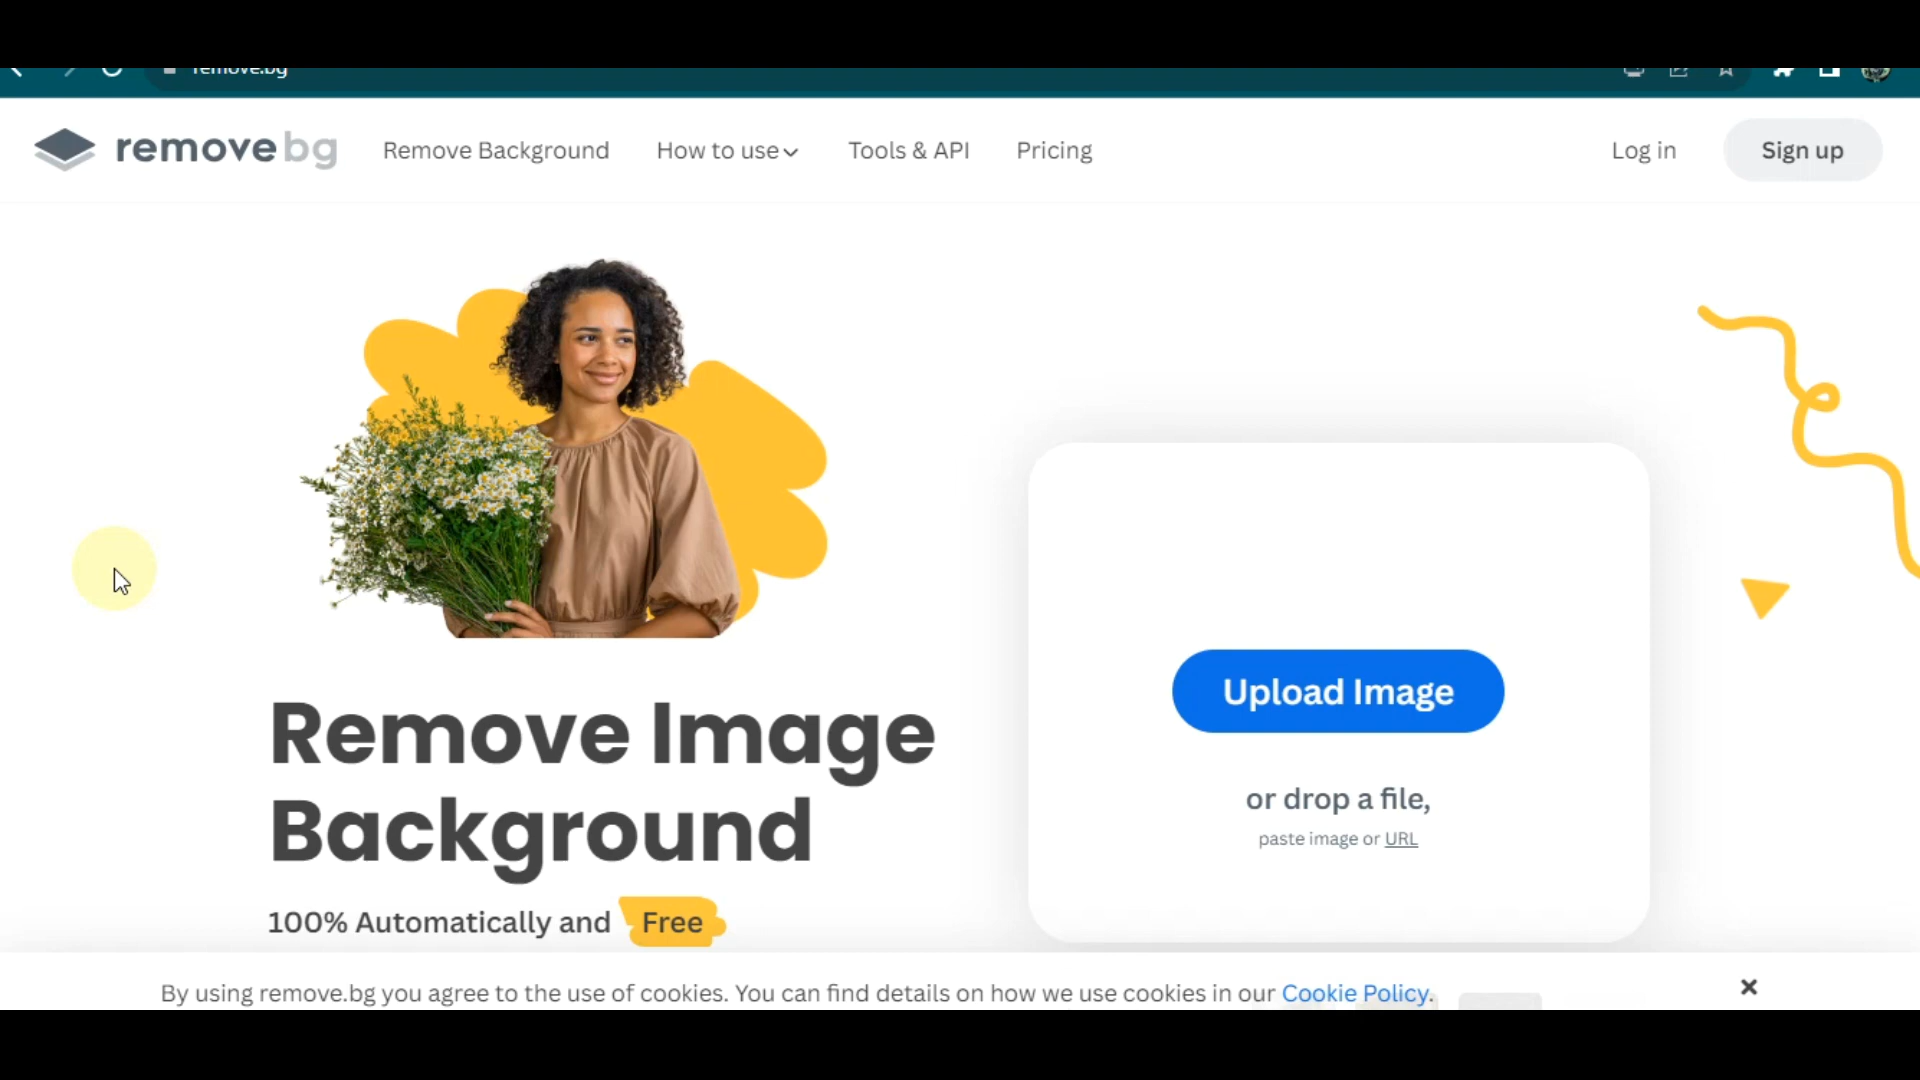 remove.bg
removebg
Remove Background
How to use
Tools & API
Pricing
Log in
Sign up
Remove Image
Background
100% Automatically and Free
Upload Image
or drop a file,
paste image or URL
By using remove.bg you agree to the use of cookies. You can find details on how we use cookies in our Cookie Policy.